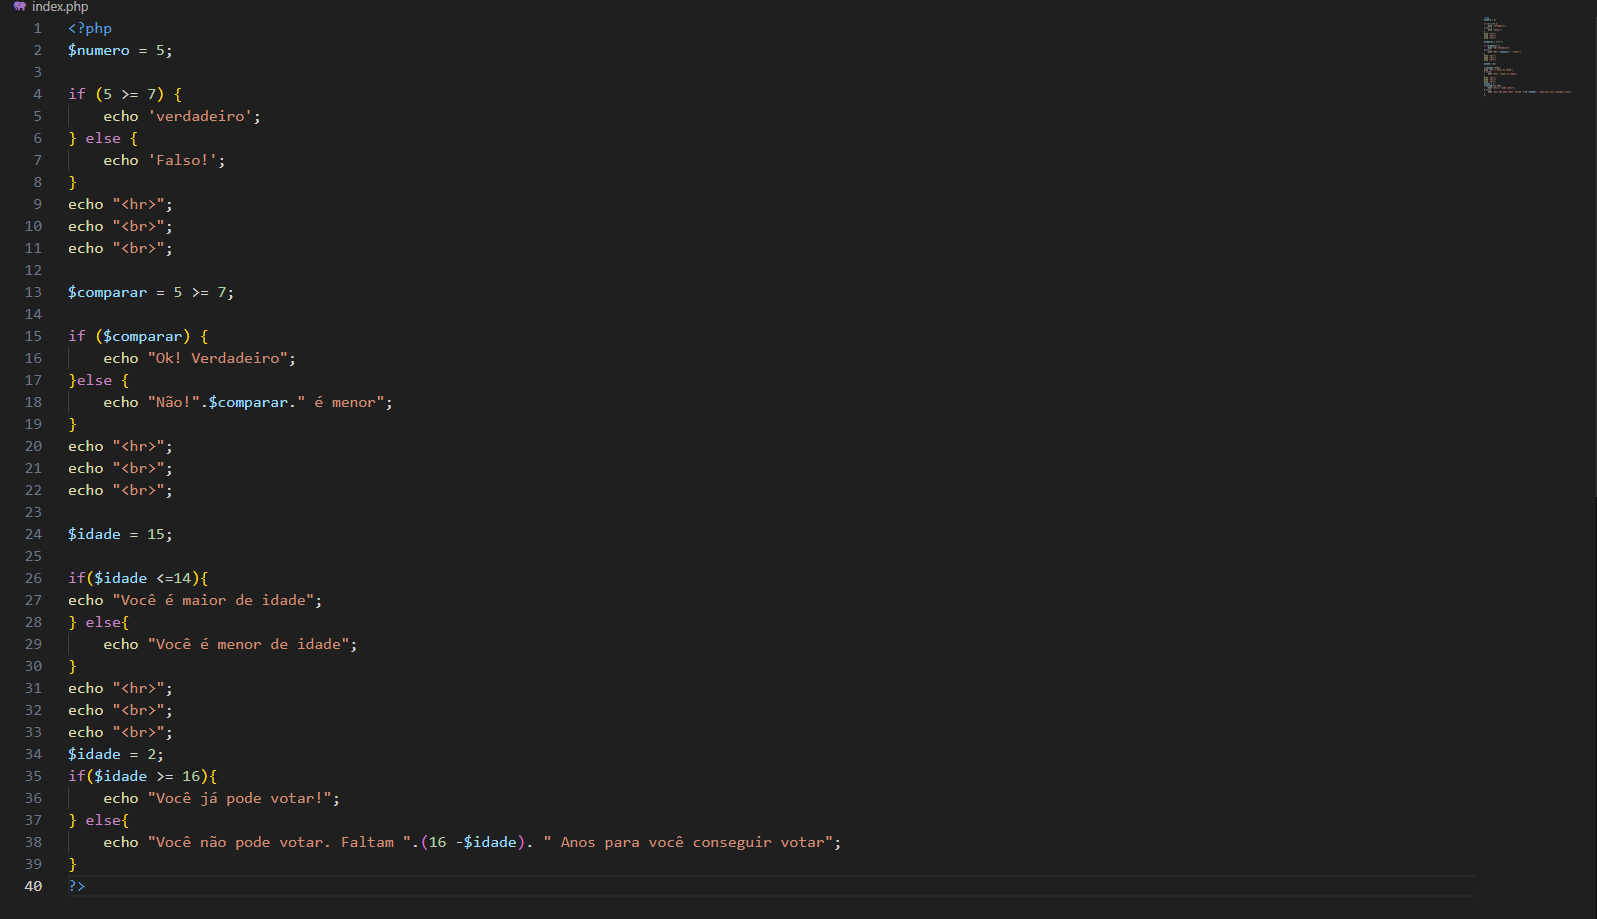 index.php
1 <?php
2 $numero = 5;
3
4 if (5 >= 7) {
5     echo 'verdadeiro';
6 } else {
7     echo 'Falso!';
8 }
9 echo "<hr>";
10 echo "<br>";
11 echo "<br>";
12
13 $comparar = 5 >= 7;
14
15 if ($comparar) {
16     echo "Ok! Verdadeiro";
17 }else {
18     echo "Não!".$comparar." é menor";
19 }
20 echo "<hr>";
21 echo "<br>";
22 echo "<br>";
23
24 $idade = 15;
25
26 if($idade <=14){
27 echo "Você é maior de idade";
28 } else{
29     echo "Você é menor de idade";
30 }
31 echo "<hr>";
32 echo "<br>";
33 echo "<br>";
34 $idade = 2;
35 if($idade >= 16){
36     echo "Você já pode votar!";
37 } else{
38     echo "Você não pode votar. Faltam ".(16 -$idade). " Anos para você conseguir votar";
39 }
40 ?>